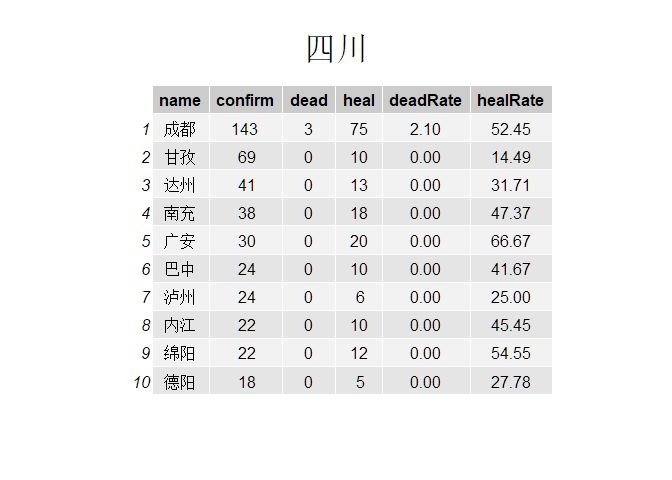 四川
name confirm dead heal deadRate healRate
1 成都 143 3 75 2.10 52.45
2 甘孜 69 0 10 0.00 14.49
3 达州 41 0 13 0.00 31.71
4 南充 38 0 18 0.00 47.37
5 广安 30 0 20 0.00 66.67
6 巴中 24 0 10 0.00 41.67
7 泸州 24 0 6 0.00 25.00
8 内江 22 0 10 0.00 45.45
9 绵阳 22 0 12 0.00 54.55
10 德阳 18 0 5 0.00 27.78